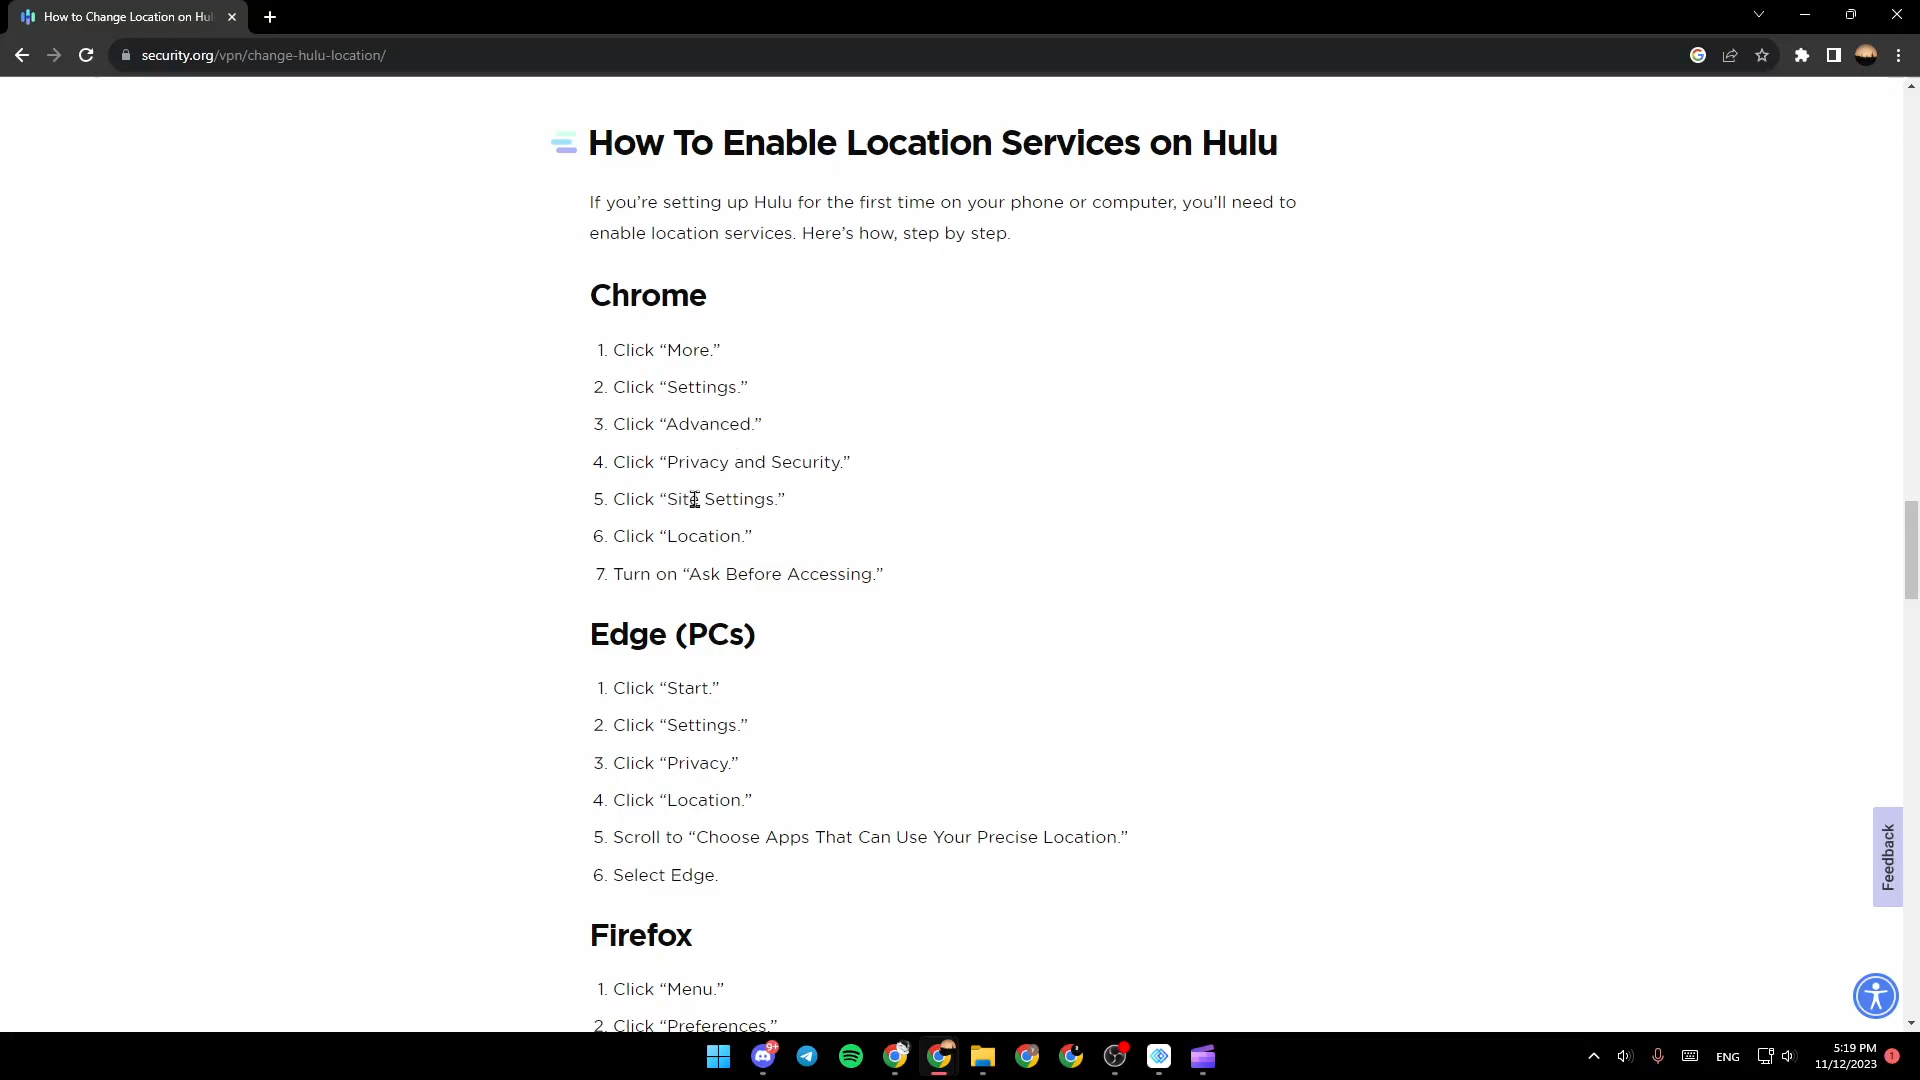 How to Change Location on Hul
security.org/vpn/change-hulu-location/
How To Enable Location Services on Hulu
If you’re setting up Hulu for the first time on your phone or computer, you’ll need to
enable location services. Here’s how, step by step.
Chrome
1. Click “More.”
2. Click “Settings.”
3. Click “Advanced.”
4. Click “Privacy and Security.”
5. Click “Site Settings.”
6. Click “Location.”
7. Turn on “Ask Before Accessing.”
Edge (PCs)
1. Click “Start.”
2. Click “Settings.”
3. Click “Privacy.”
4. Click “Location.”
5. Scroll to “Choose Apps That Can Use Your Precise Location.”
6. Select Edge.
Feedback
Firefox
1. Click “Menu.”
2. Click “Preferences.”
9+
ENG
5:19 PM
11/12/2023
1